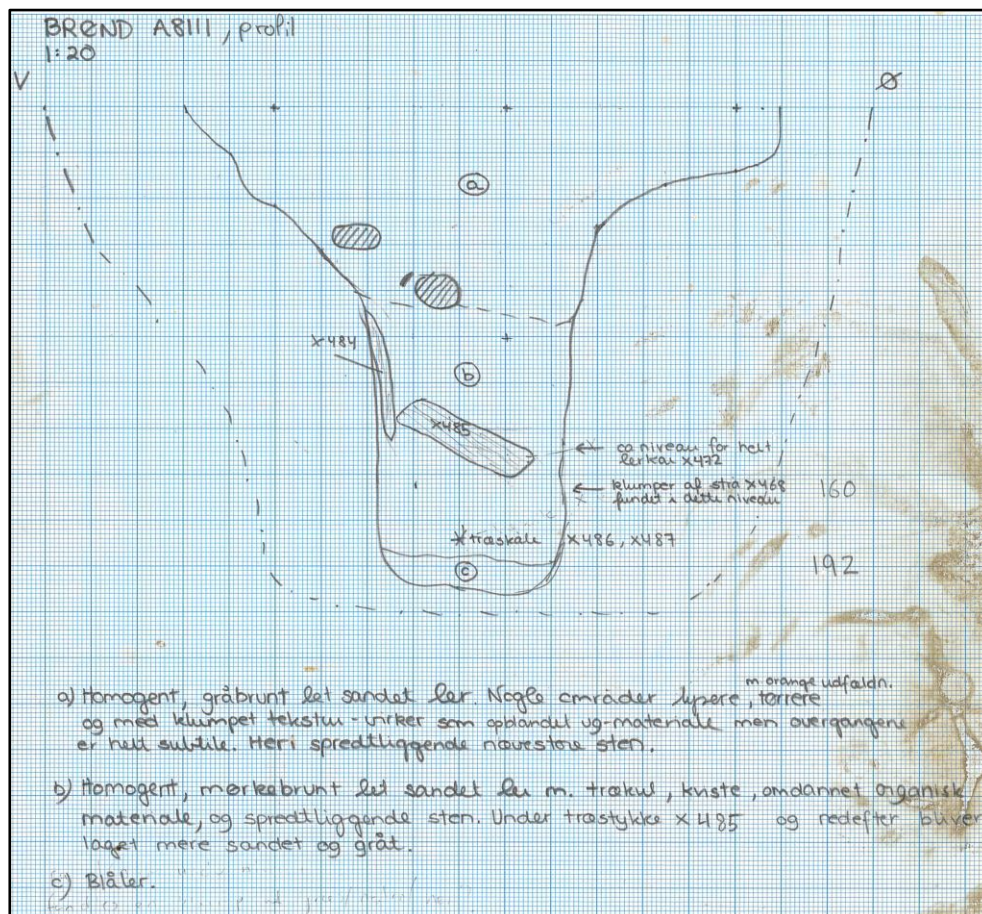 BRØND A8111, profil
1:20
V
Ø
a
x484
b
x485
ca niveau for helt
lerkar x472
klumper af strå x468
fundet i dette niveau
160
træskåle x486, x487
c
192
m orange udfældn.
a) Homogent, gråbrunt let sandet ler. Nogle områder lysere, tørrere
og med klumpet tekstur - virker som opblandet ug-materiale men overgangene
er helt subtile. Heri spredtliggende nævestore sten.
b) Homogent, mørkebrunt let sandet ler m. trækul, kviste, omdannet organisk
materiale, og spredtliggende sten. Under træstykke x485 og nedefter bliver
laget mere sandet og gråt.
c) Blåler.